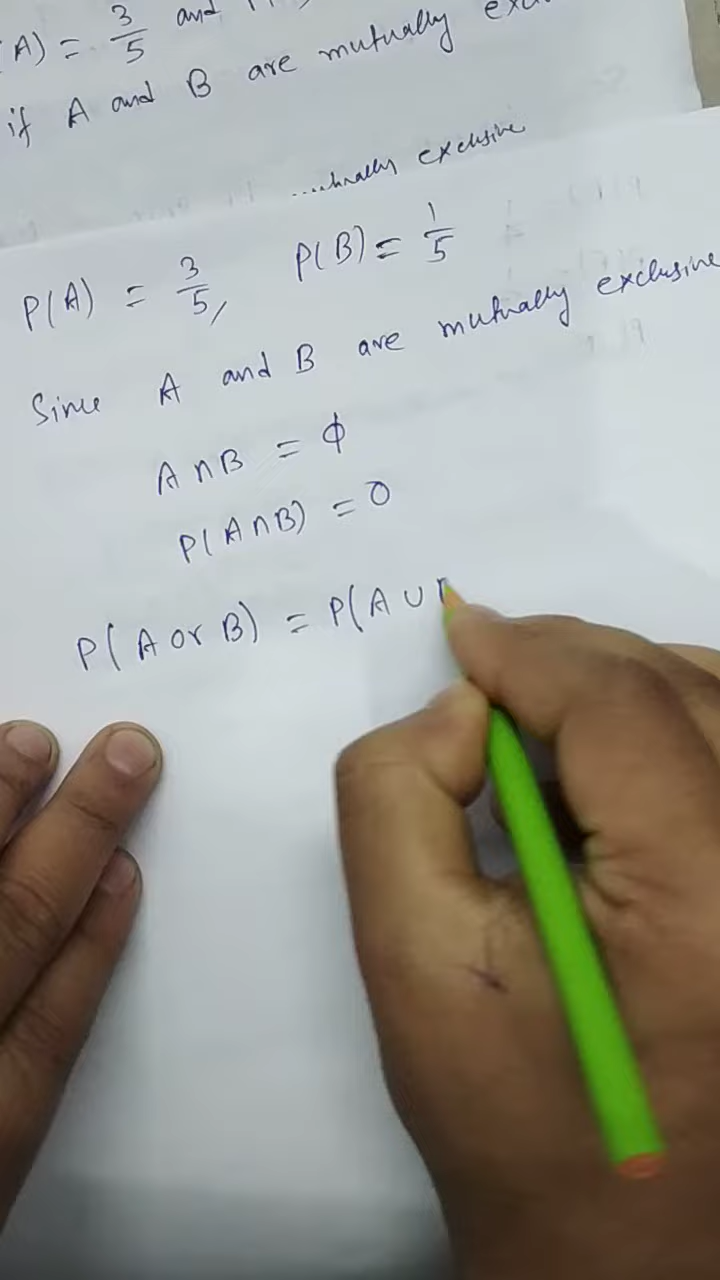 (A) = 3/5 and
if A and B are mutually
exclusive
P(A) = 3/5, P(B) = 1/5
Since A and B are mutually exclusive
A ∩ B = ϕ
P(A ∩ B) = 0
P(A or B) = P(A ∪